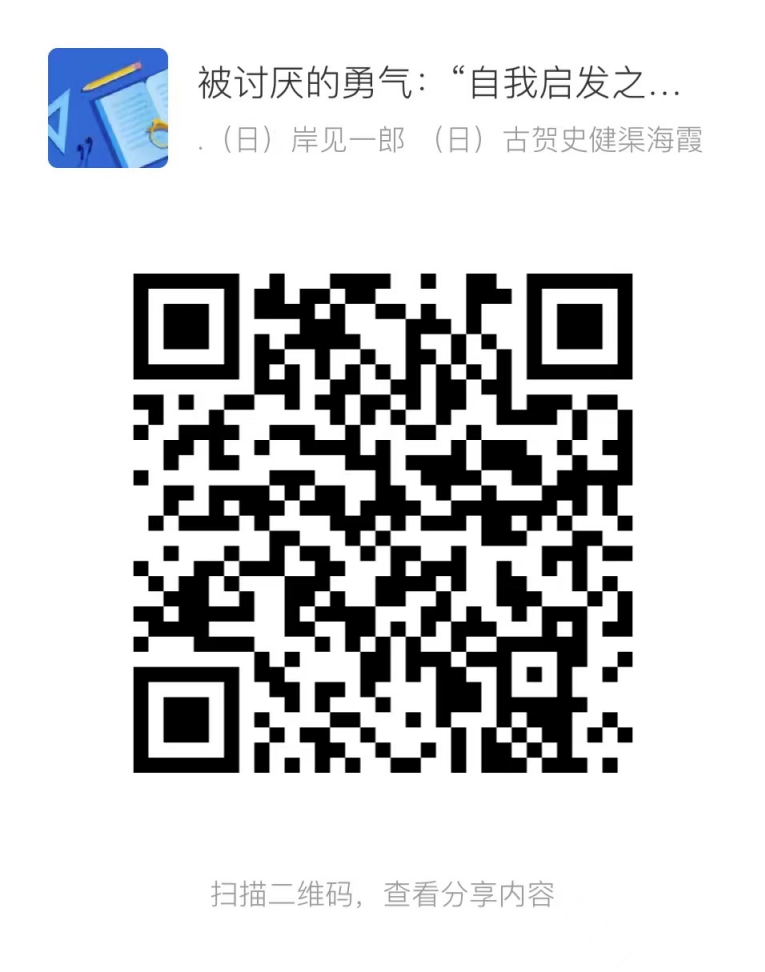 被讨厌的勇气：“自我启发之...
.（日）岸见一郎 （日）古贺史健渠海霞
扫描二维码，查看分享内容